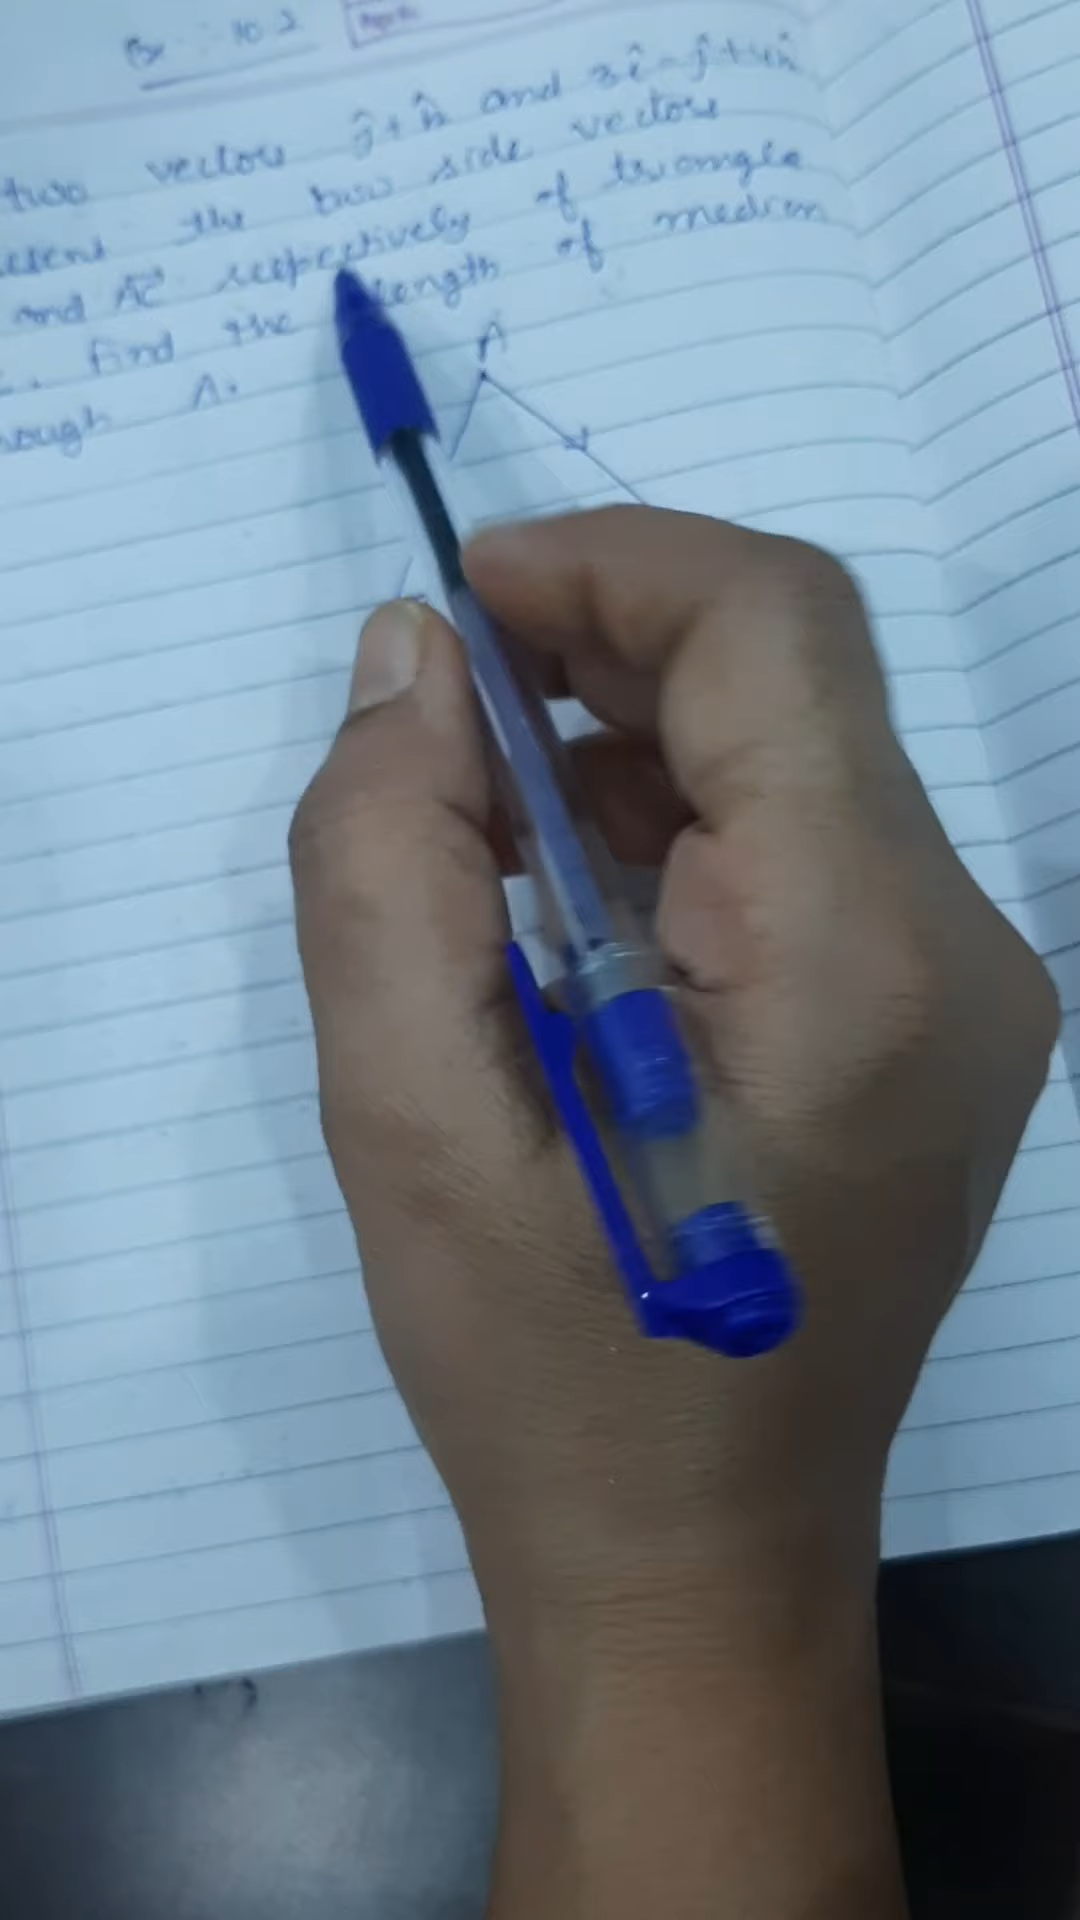 Ex : 10.2
two vectors ĵ+k̂ and 3î-ĵ+4k̂
the two side vectors
and AC respectively of triangle
find the length of median
A.
A